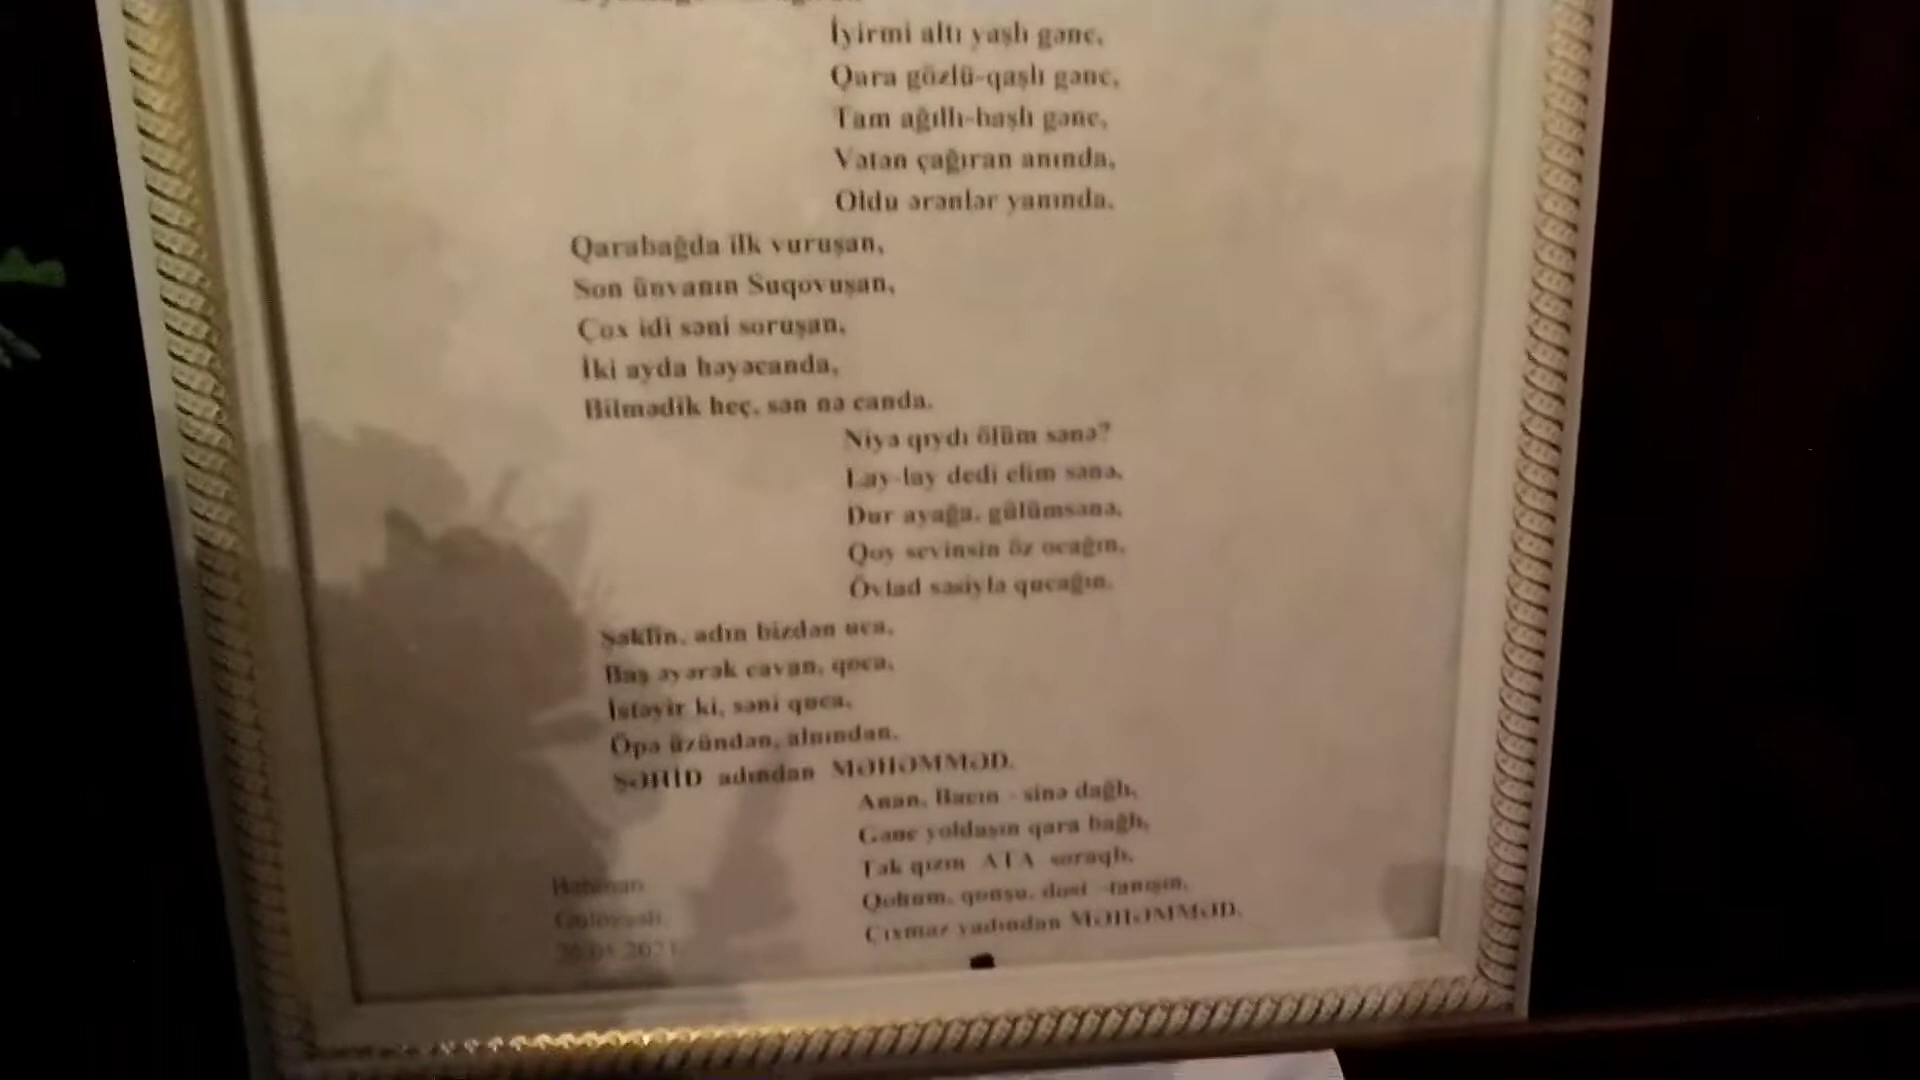 İyirmi altı yaşlı gənc,
Qara gözlü-qaşlı gənc,
Tam ağıllı-başlı gənc,
Vətən çağıran anında,
Oldu ərənlər yanında.
Qarabağda ilk vuruşan,
Son ünvanın Suqovuşan,
Çox idi səni soruşan,
İki ayda həyəcanda,
Bilmədik heç, sən nə canda.
Niyə qıydı ölüm sənə?
Lay-lay dedi elim sənə,
Dur ayağa, gülümsənə,
Qoy sevinsin öz ocağın,
Övlad səsiylə qucağın.
Şəklin, adın bizdən uca,
Baş əyərək cavan, qoca,
İstəyir ki, səni quca,
Öpə üzündən, alnından.
ŞƏHİD adından MƏHƏMMƏD.
Anan, Bacın - sinə dağlı,
Gənc yoldaşın qara bağlı,
Tək qızın ATA soraqlı,
Qohum, qonşu, dost -tanışın,
Çıxmaz yadından MƏHƏMMƏD.